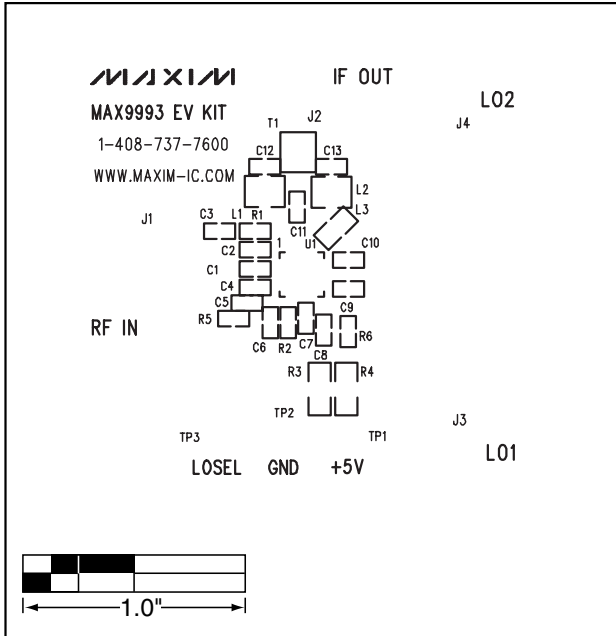 MAXIM IF OUT
LO2
MAX9993 EV KIT
T1 J2
J4
1-408-737-7600
C12 C13
WWW.MAXIM-IC.COM
L2
J1 C3 L1 R1 C11 L3
1 U1
C2 C10
C1
C4
C5
C9
RF IN R5 C6 R2 C7 R6
C8
R3 R4
TP2
J3
TP3 TP1
LO1
LOSEL GND +5V
1.0"